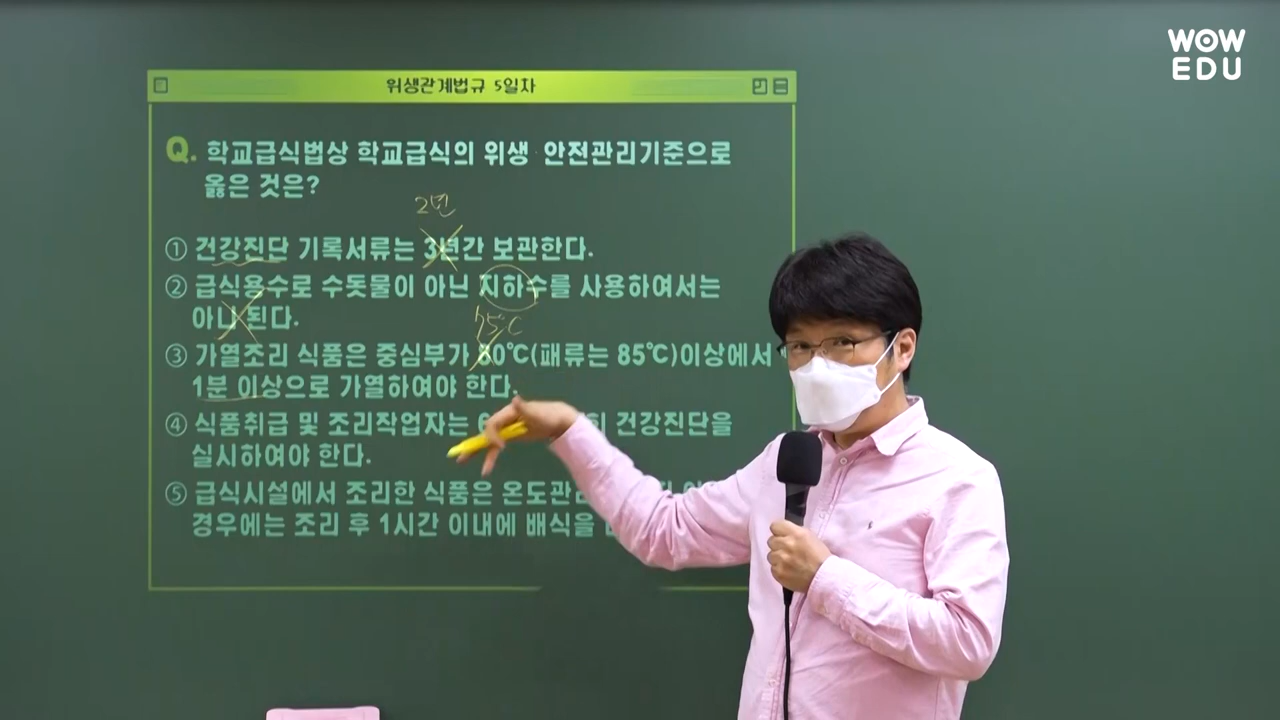 WOW
EDU
위생관계법규 5일차
Q. 학교급식법상 학교급식의 위생·안전관리기준으로
옳은 것은?
2년
① 건강진단 기록서류는 3년간 보관한다.
② 급식용수로 수돗물이 아닌 지하수를 사용하여서는
아니 된다.
75℃
③ 가열조리 식품은 중심부가 80℃(패류는 85℃)이상에서
1분 이상으로 가열하여야 한다.
④ 식품취급 및 조리작업자는 건강진단을
실시하여야 한다.
⑤ 급식시설에서 조리한 식품은
경우에는 조리 후 1시간 이내에 배식을